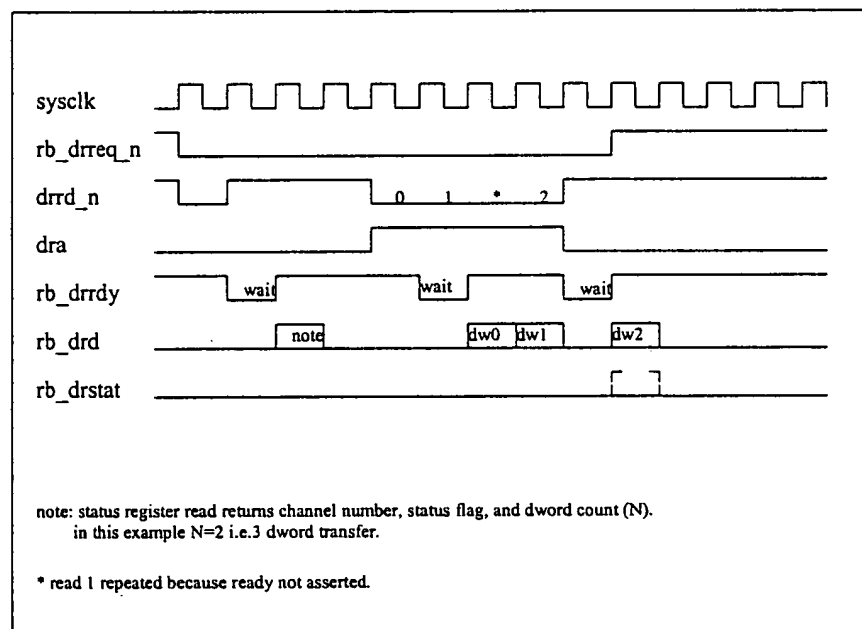 sysclk
rb_drreq_n
drrd_n 0 1 * 2
dra
rb_drrdy wait wait wait
rb_drd note dw0 dw1 dw2
rb_drstat
note: status register read returns channel number, status flag, and dword count (N).
in this example N=2 i.e.3 dword transfer.
* read 1 repeated because ready not asserted.